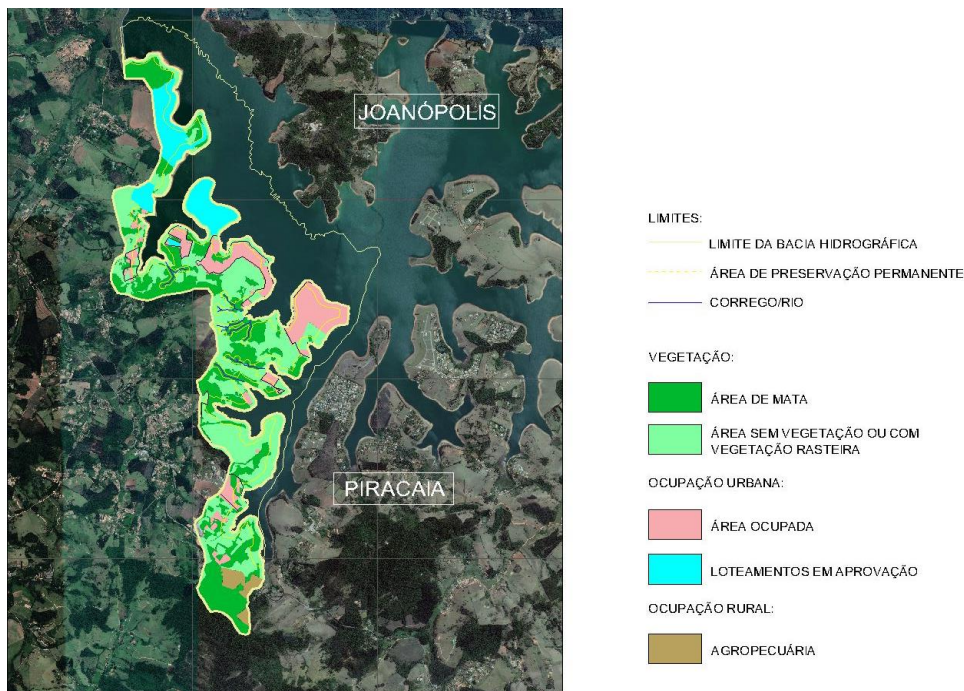 JOANÓPOLIS
PIRACAIA
LIMITES:
LIMITE DA BACIA HIDROGRÁFICA
ÁREA DE PRESERVAÇÃO PERMANENTE
CORREGO/RIO
VEGETAÇÃO:
ÁREA DE MATA
ÁREA SEM VEGETAÇÃO OU COM
VEGETAÇÃO RASTEIRA
OCUPAÇÃO URBANA:
ÁREA OCUPADA
LOTEAMENTOS EM APROVAÇÃO
OCUPAÇÃO RURAL:
AGROPECUÁRIA